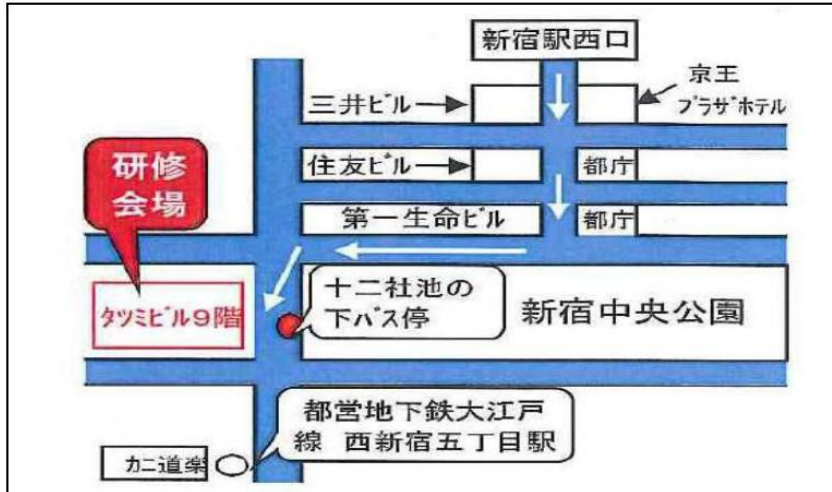 新宿駅西口
京王
プラザホテル
三井ビル
住友ビル
都庁
第一生命ビル
都庁
研修
会場
タツミビル9階
十二社池の
下バス停
新宿中央公園
都営地下鉄大江戸
線 西新宿五丁目駅
カニ道楽